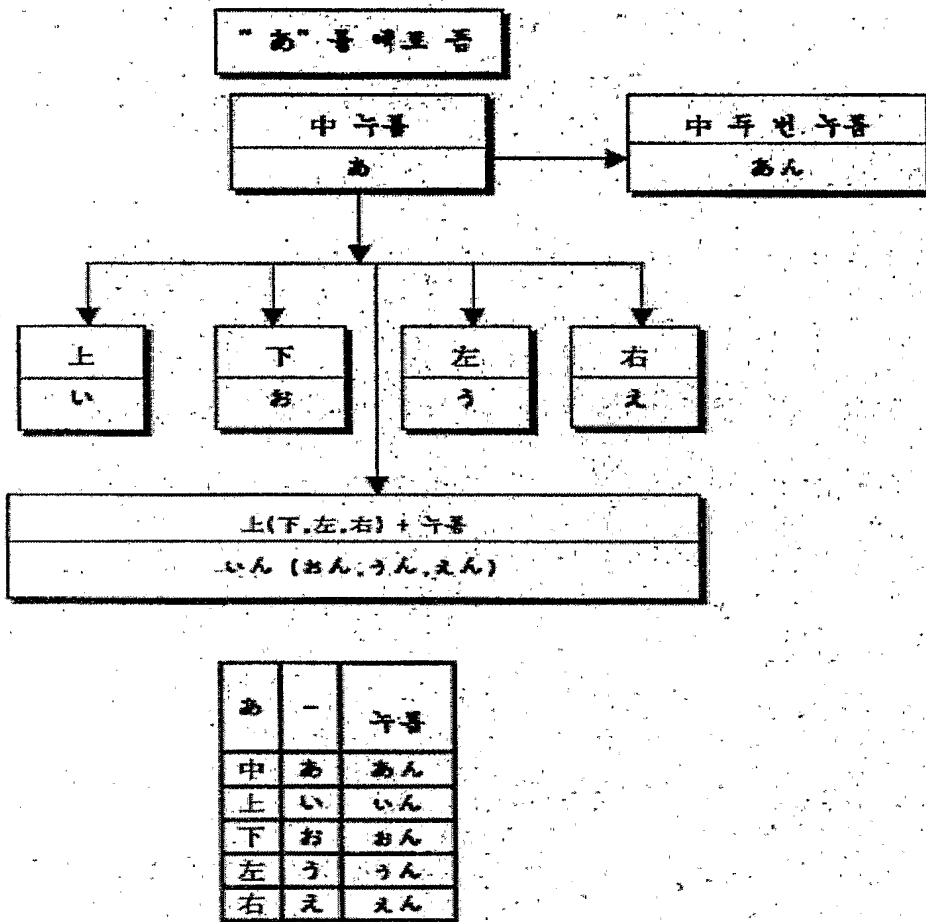 "あ" 를 예로 듬
中 누름
あ
中 두 번 누름
あん
上
い
下
お
左
う
右
え
上(下.左.右) + 누름
いん (おん.うん.えん)
あ - 누름
中 あ あん
上 い いん
下 お おん
左 う うん
右 え えん